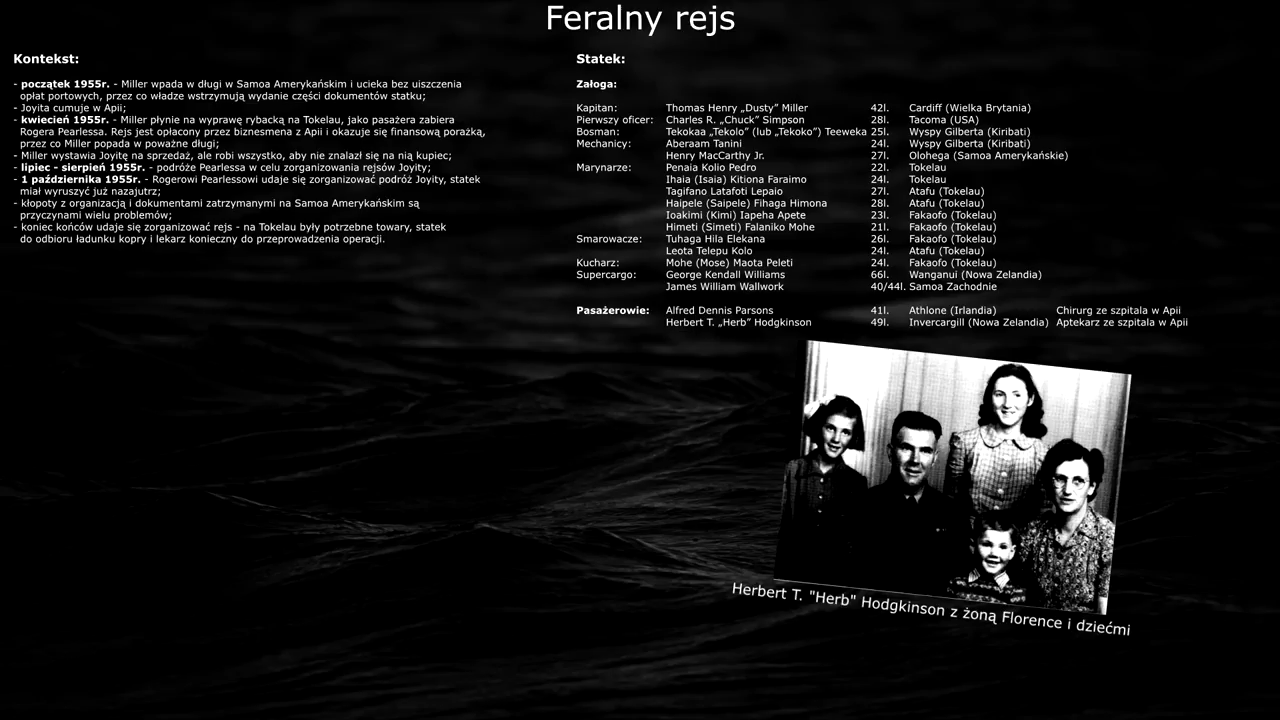 Feralny rejs
Kontekst:
- początek 1955r. - Miller wpada w długi w Samoa Amerykańskim i ucieka bez uiszczenia
opłat portowych, przez co władze wstrzymują wydanie części dokumentów statku;
- Joyita cumuje w Apii;
- kwiecień 1955r. - Miller płynie na wyprawę rybacką na Tokelau, jako pasażera zabiera
Rogera Pearlessa. Rejs jest opłacony przez biznesmena z Apii i okazuje się finansową porażką,
przez co Miller popada w poważne długi;
- Miller wystawia Joyitę na sprzedaż, ale robi wszystko, aby nie znalazł się na nią kupiec;
- lipiec - sierpień 1955r. - podróże Pearlessa w celu zorganizowania rejsów Joyity;
- 1 października 1955r. - Rogerowi Pearlessowi udaje się zorganizować podróż Joyity, statek
miał wyruszyć już nazajutrz;
- kłopoty z organizacją i dokumentami zatrzymanymi na Samoa Amerykańskim są
przyczynami wielu problemów;
- koniec końców udaje się zorganizować rejs - na Tokelau były potrzebne towary, statek
do odbioru ładunku kopry i lekarz konieczny do przeprowadzenia operacji.
Statek:
Załoga:
Kapitan: Thomas Henry „Dusty” Miller 42l. Cardiff (Wielka Brytania)
Pierwszy oficer: Charles R. „Chuck” Simpson 28l. Tacoma (USA)
Bosman: Tekokaa „Tekolo” (lub „Tekoko”) Teeweka 25l. Wyspy Gilberta (Kiribati)
Mechanicy: Aberaam Tanini 24l. Wyspy Gilberta (Kiribati)
Henry MacCarthy Jr. 27l. Olohega (Samoa Amerykańskie)
Marynarze: Penaia Kolio Pedro 22l. Tokelau
Ihaia (Isaia) Kitiona Faraimo 24l. Tokelau
Tagifano Latafoti Lepaio 27l. Atafu (Tokelau)
Haipele (Saipele) Fihaga Himona 28l. Atafu (Tokelau)
Ioakimi (Kimi) Iapeha Apete 23l. Fakaofo (Tokelau)
Himeti (Simeti) Falaniko Mohe 21l. Fakaofo (Tokelau)
Smarowacze: Tuhaga Hila Elekana 26l. Fakaofo (Tokelau)
Leota Telepu Kolo 24l. Atafu (Tokelau)
Kucharz: Mohe (Mose) Maota Peleti 24l. Fakaofo (Tokelau)
Supercargo: George Kendall Williams 66l. Wanganui (Nowa Zelandia)
James William Wallwork 40/44l. Samoa Zachodnie
Pasażerowie: Alfred Dennis Parsons 41l. Athlone (Irlandia) Chirurg ze szpitala w Apii
Herbert T. „Herb” Hodgkinson 49l. Invercargill (Nowa Zelandia) Aptekarz ze szpitala w Apii
Herbert T. "Herb" Hodgkinson z żoną Florence i dziećmi